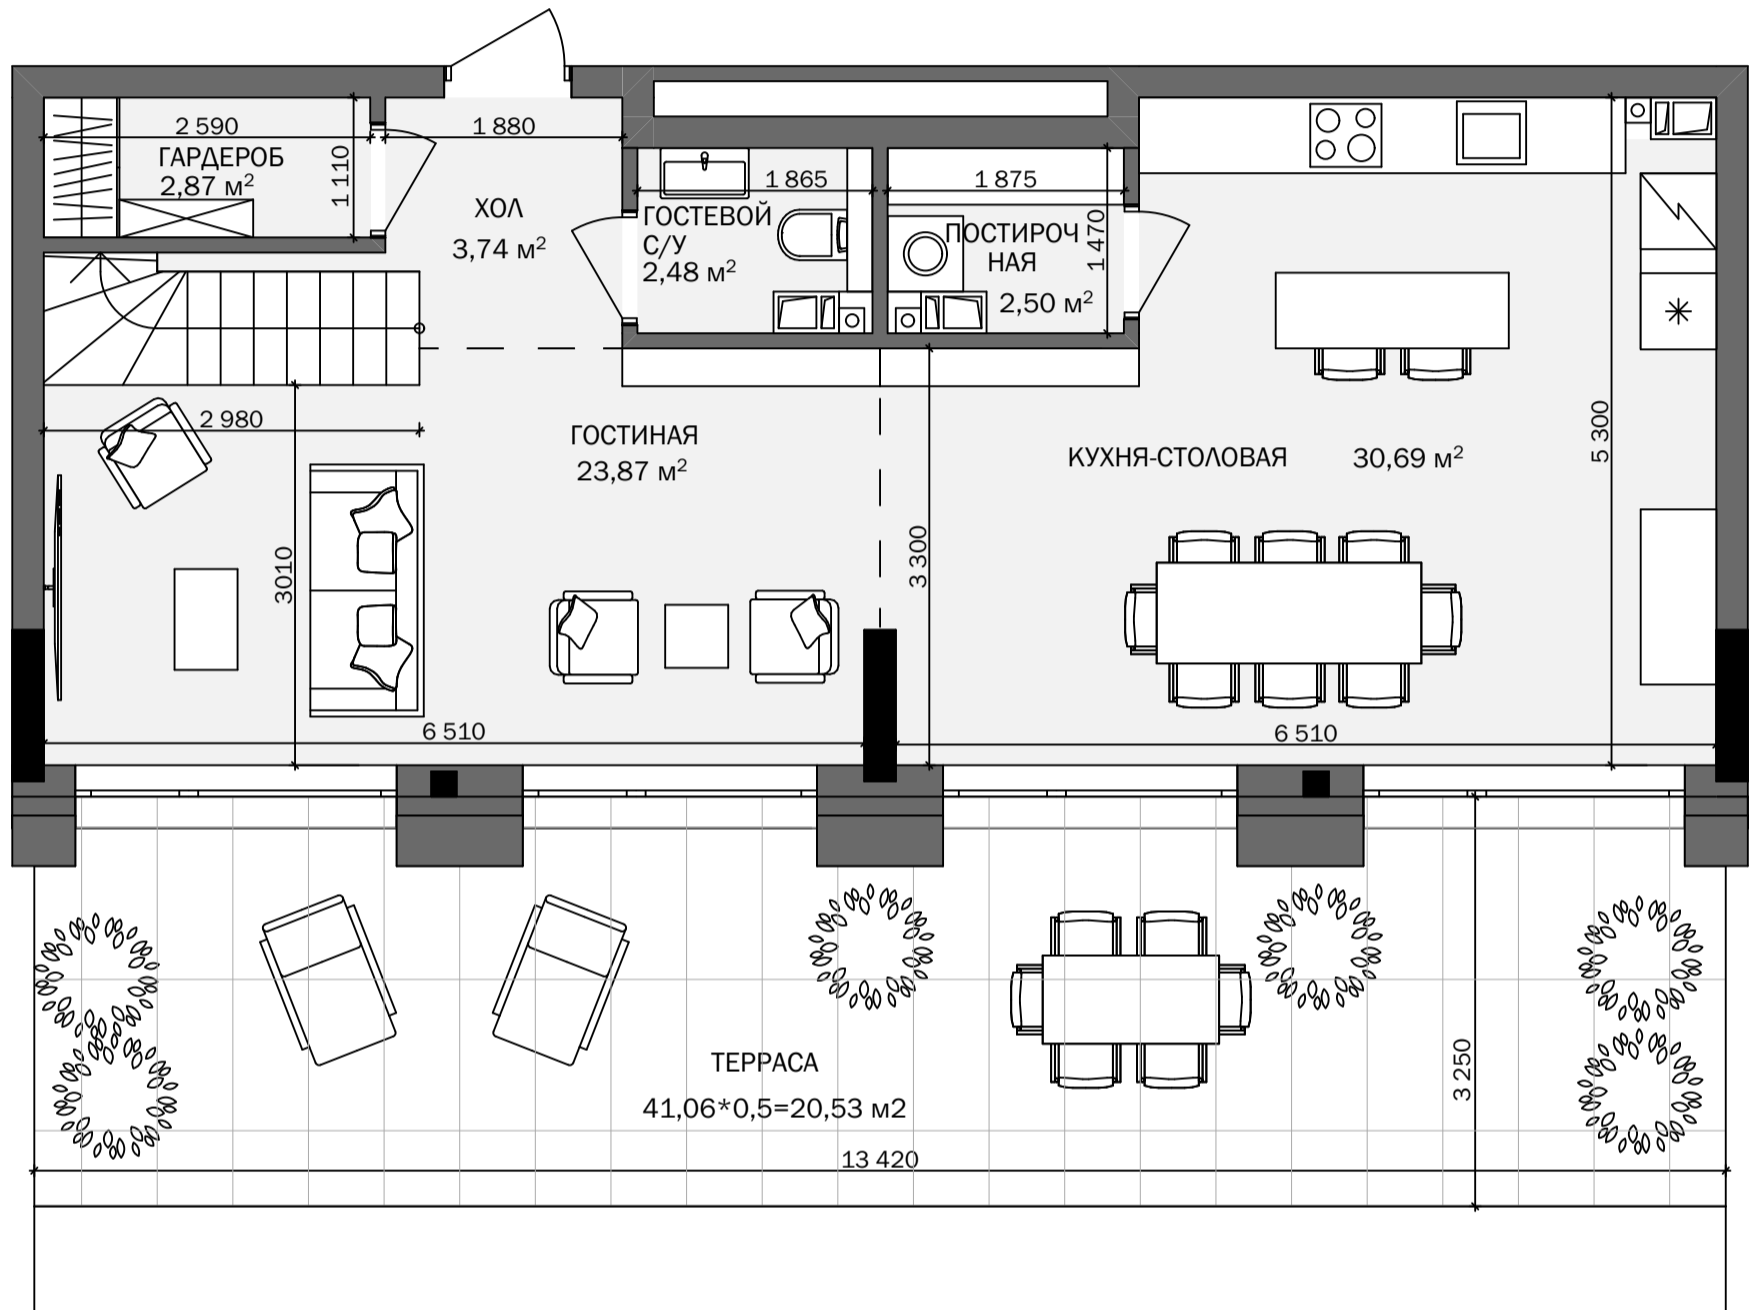 2 590
1 880
ГАРДЕРОБ
2,87 м²
1 110
ХОЛ
3,74 м²
1 865
ГОСТЕВОЙ
С/У
2,48 м²
1 875
ПОСТИРОЧ
НАЯ
2,50 м²
1 470
2 980
ГОСТИНАЯ
23,87 м²
КУХНЯ-СТОЛОВАЯ 30,69 м²
5 300
3010
3 300
6 510
6 510
ТЕРРАСА
41,06*0,5=20,53 м2
3 250
13 420